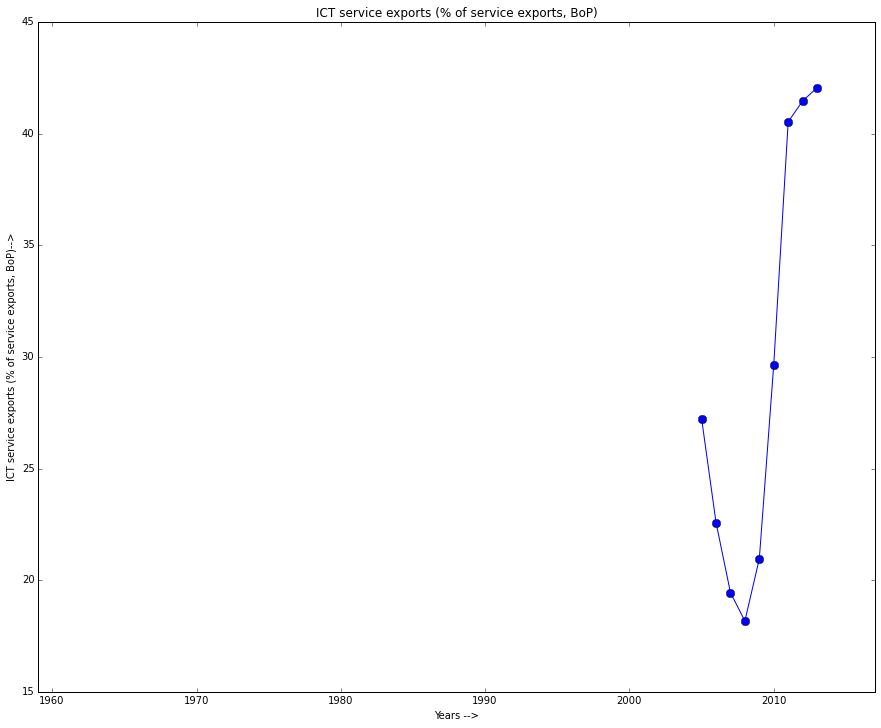 ICT service exports (% of service exports, BoP)
45
40
35
30
25
20
15
ICT service exports (% of service exports, BoP)-->
1960 1970 1980 1990 2000 2010
Years -->